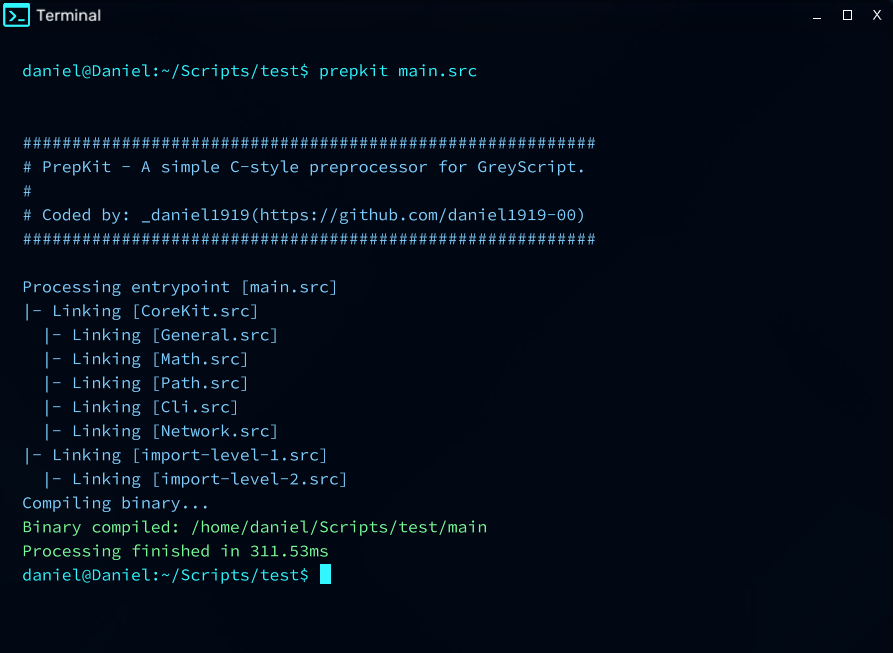 Terminal
daniel@Daniel:~/Scripts/test$ prepkit main.src
##########################################################
# PrepKit - A simple C-style preprocessor for GreyScript.
#
# Coded by: _daniel1919(https://github.com/daniel1919-00)
##########################################################
Processing entrypoint [main.src]
|- Linking [CoreKit.src]
  |- Linking [General.src]
  |- Linking [Math.src]
  |- Linking [Path.src]
  |- Linking [Cli.src]
  |- Linking [Network.src]
|- Linking [import-level-1.src]
  |- Linking [import-level-2.src]
Compiling binary...
Binary compiled: /home/daniel/Scripts/test/main
Processing finished in 311.53ms
daniel@Daniel:~/Scripts/test$